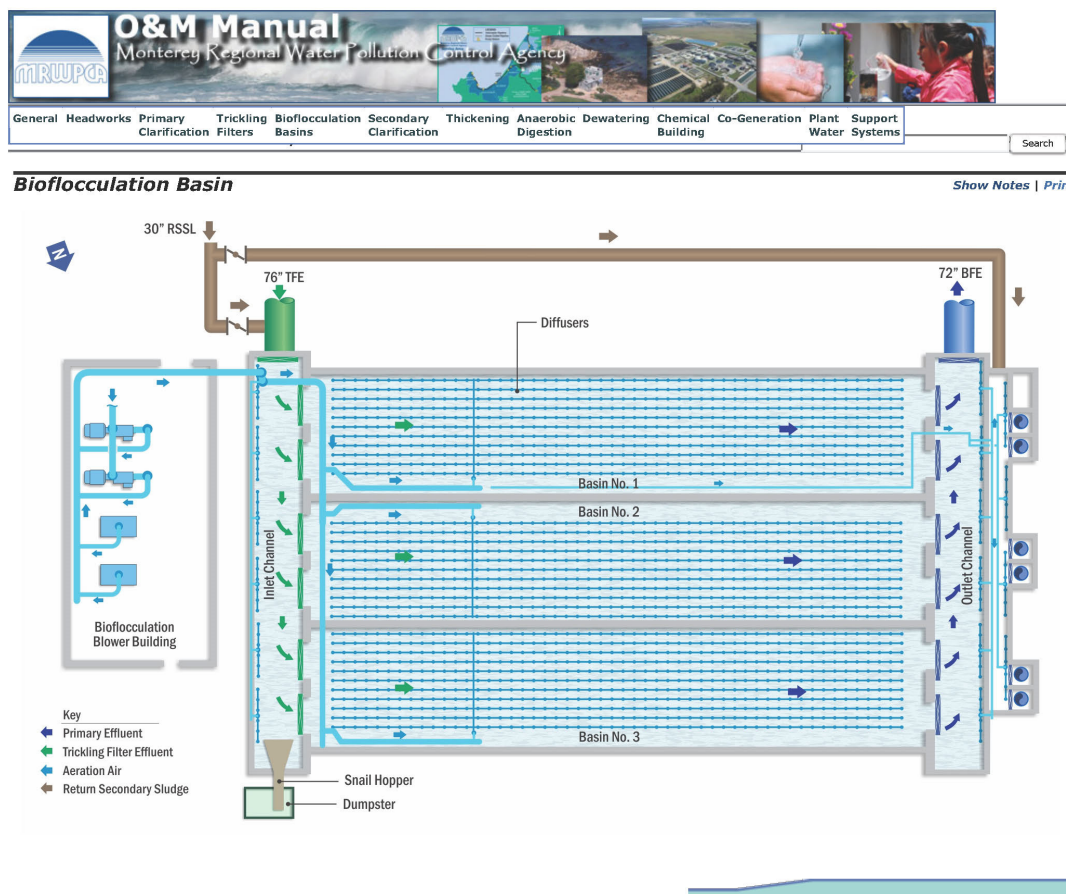 O&M Manual
MRWPCA
Monterey Regional Water Pollution Control Agency
General Headworks Primary Clarification Trickling Filters Bioflocculation Basins Secondary Clarification Thickening Anaerobic Digestion Dewatering Chemical Building Co-Generation Plant Water Support Systems
Search
Bioflocculation Basin
Show Notes |
30" RSSL
N
76" TFE
72" BFE
Diffusers
Basin No. 1
Basin No. 2
Inlet Channel
Outlet Channel
Bioflocculation
Blower Building
Key
Primary Effluent
Trickling Filter Effluent
Aeration Air
Return Secondary Sludge
Basin No. 3
Snail Hopper
Dumpster